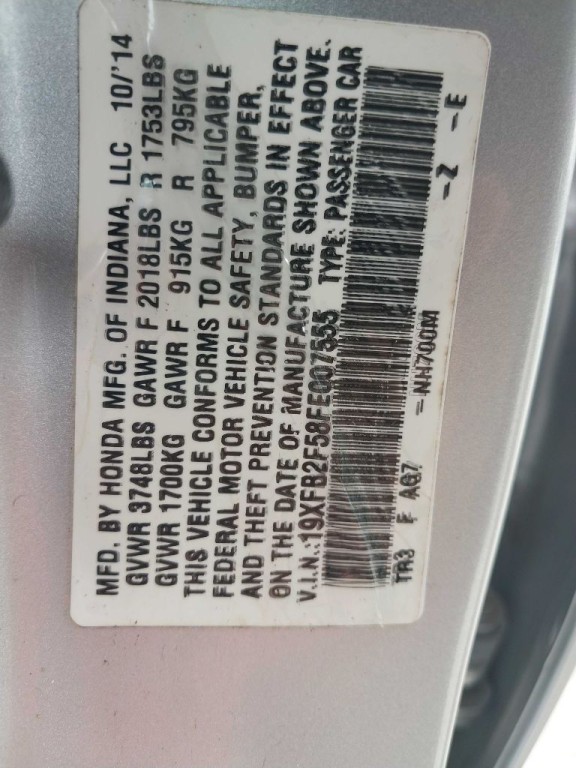 MFD. BY HONDA MFG. OF INDIANA, LLC 10/'14
GVWR 3748LBS GAWR F 2018LBS R 1753LBS
GVWR 1700KG GAWR F 915KG R 795KG
THIS VEHICLE CONFORMS TO ALL APPLICABLE
FEDERAL MOTOR VEHICLE SAFETY, BUMPER,
AND THEFT PREVENTION STANDARDS IN EFFECT
ON THE DATE OF MANUFACTURE SHOWN ABOVE.
V.I.N.:19XFB2F58FE007555 TYPE: PASSENGER CAR
TR3 F AG7 -NH700M -Z -E